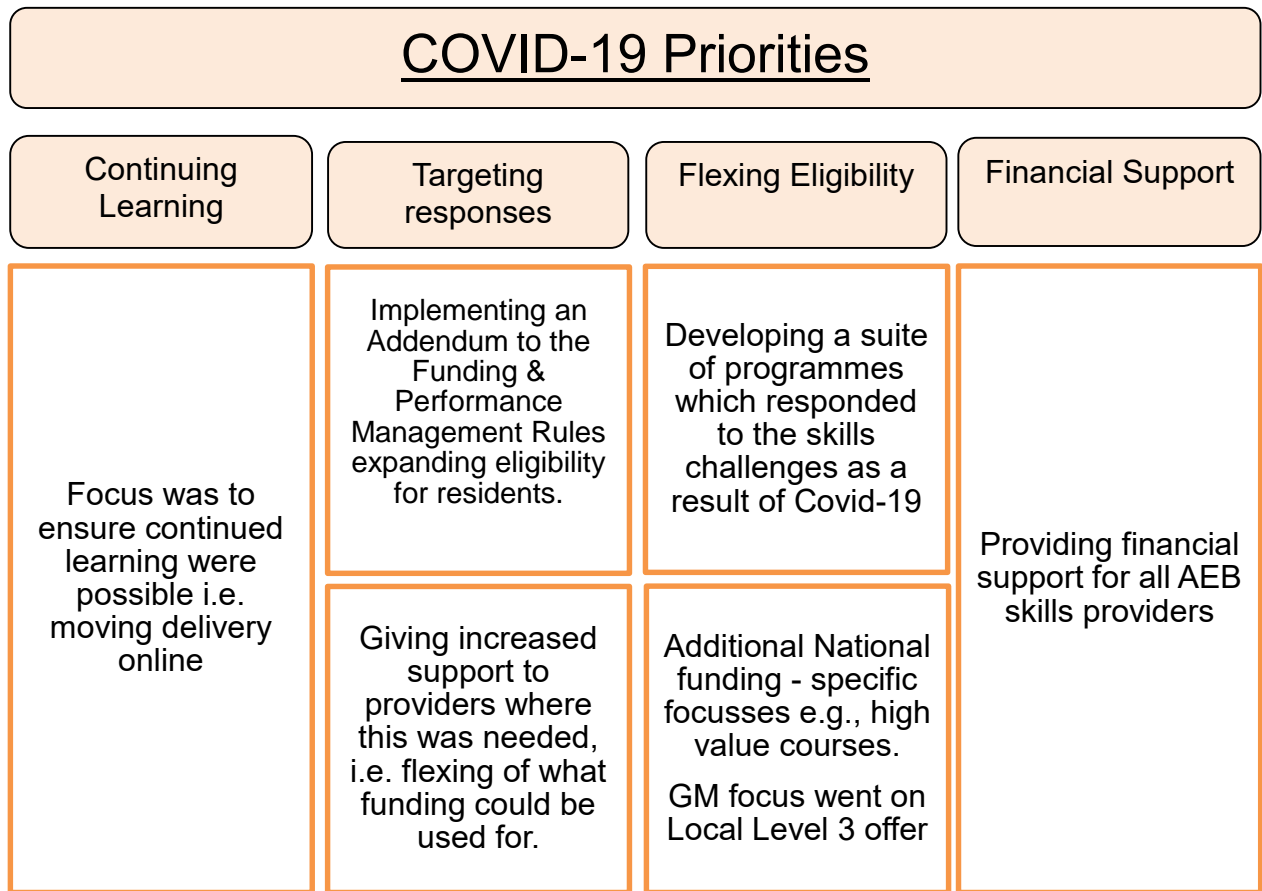 COVID-19 Priorities
Continuing
Learning
Targeting
responses
Flexing Eligibility
Financial Support
Focus was to
ensure continued
learning were
possible i.e.
moving delivery
online
Implementing an
Addendum to the
Funding &
Performance
Management Rules
expanding eligibility
for residents.
Giving increased
support to
providers where
this was needed,
i.e. flexing of what
funding could be
used for.
Developing a suite
of programmes
which responded
to the skills
challenges as a
result of Covid-19
Additional National
funding - specific
focusses e.g., high
value courses.
GM focus went on
Local Level 3 offer
Providing financial
support for all AEB
skills providers